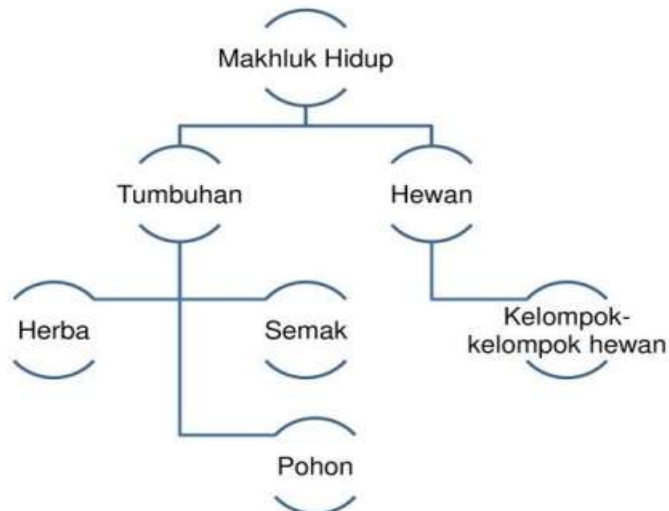 Makhluk Hidup
Tumbuhan
Hewan
Herba
Semak
Kelompok-
kelompok hewan
Pohon